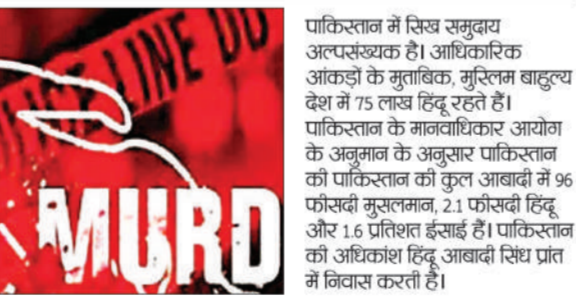 CE LINE DO
MURD
पाकिस्तान में सिख समुदाय
अल्पसंख्यक है। आधिकारिक
आंकड़ों के मुताबिक, मुस्लिम बाहुल्य
देश में 75 लाख हिंदू रहते हैं।
पाकिस्तान के मानवाधिकार आयोग
के अनुमान के अनुसार पाकिस्तान
की पाकिस्तान की कुल आबादी में 96
फीसदी मुसलमान, 2.1 फीसदी हिंदू
और 1.6 प्रतिशत ईसाई हैं। पाकिस्तान
की अधिकांश हिंदू आबादी सिंध प्रांत
में निवास करती है।